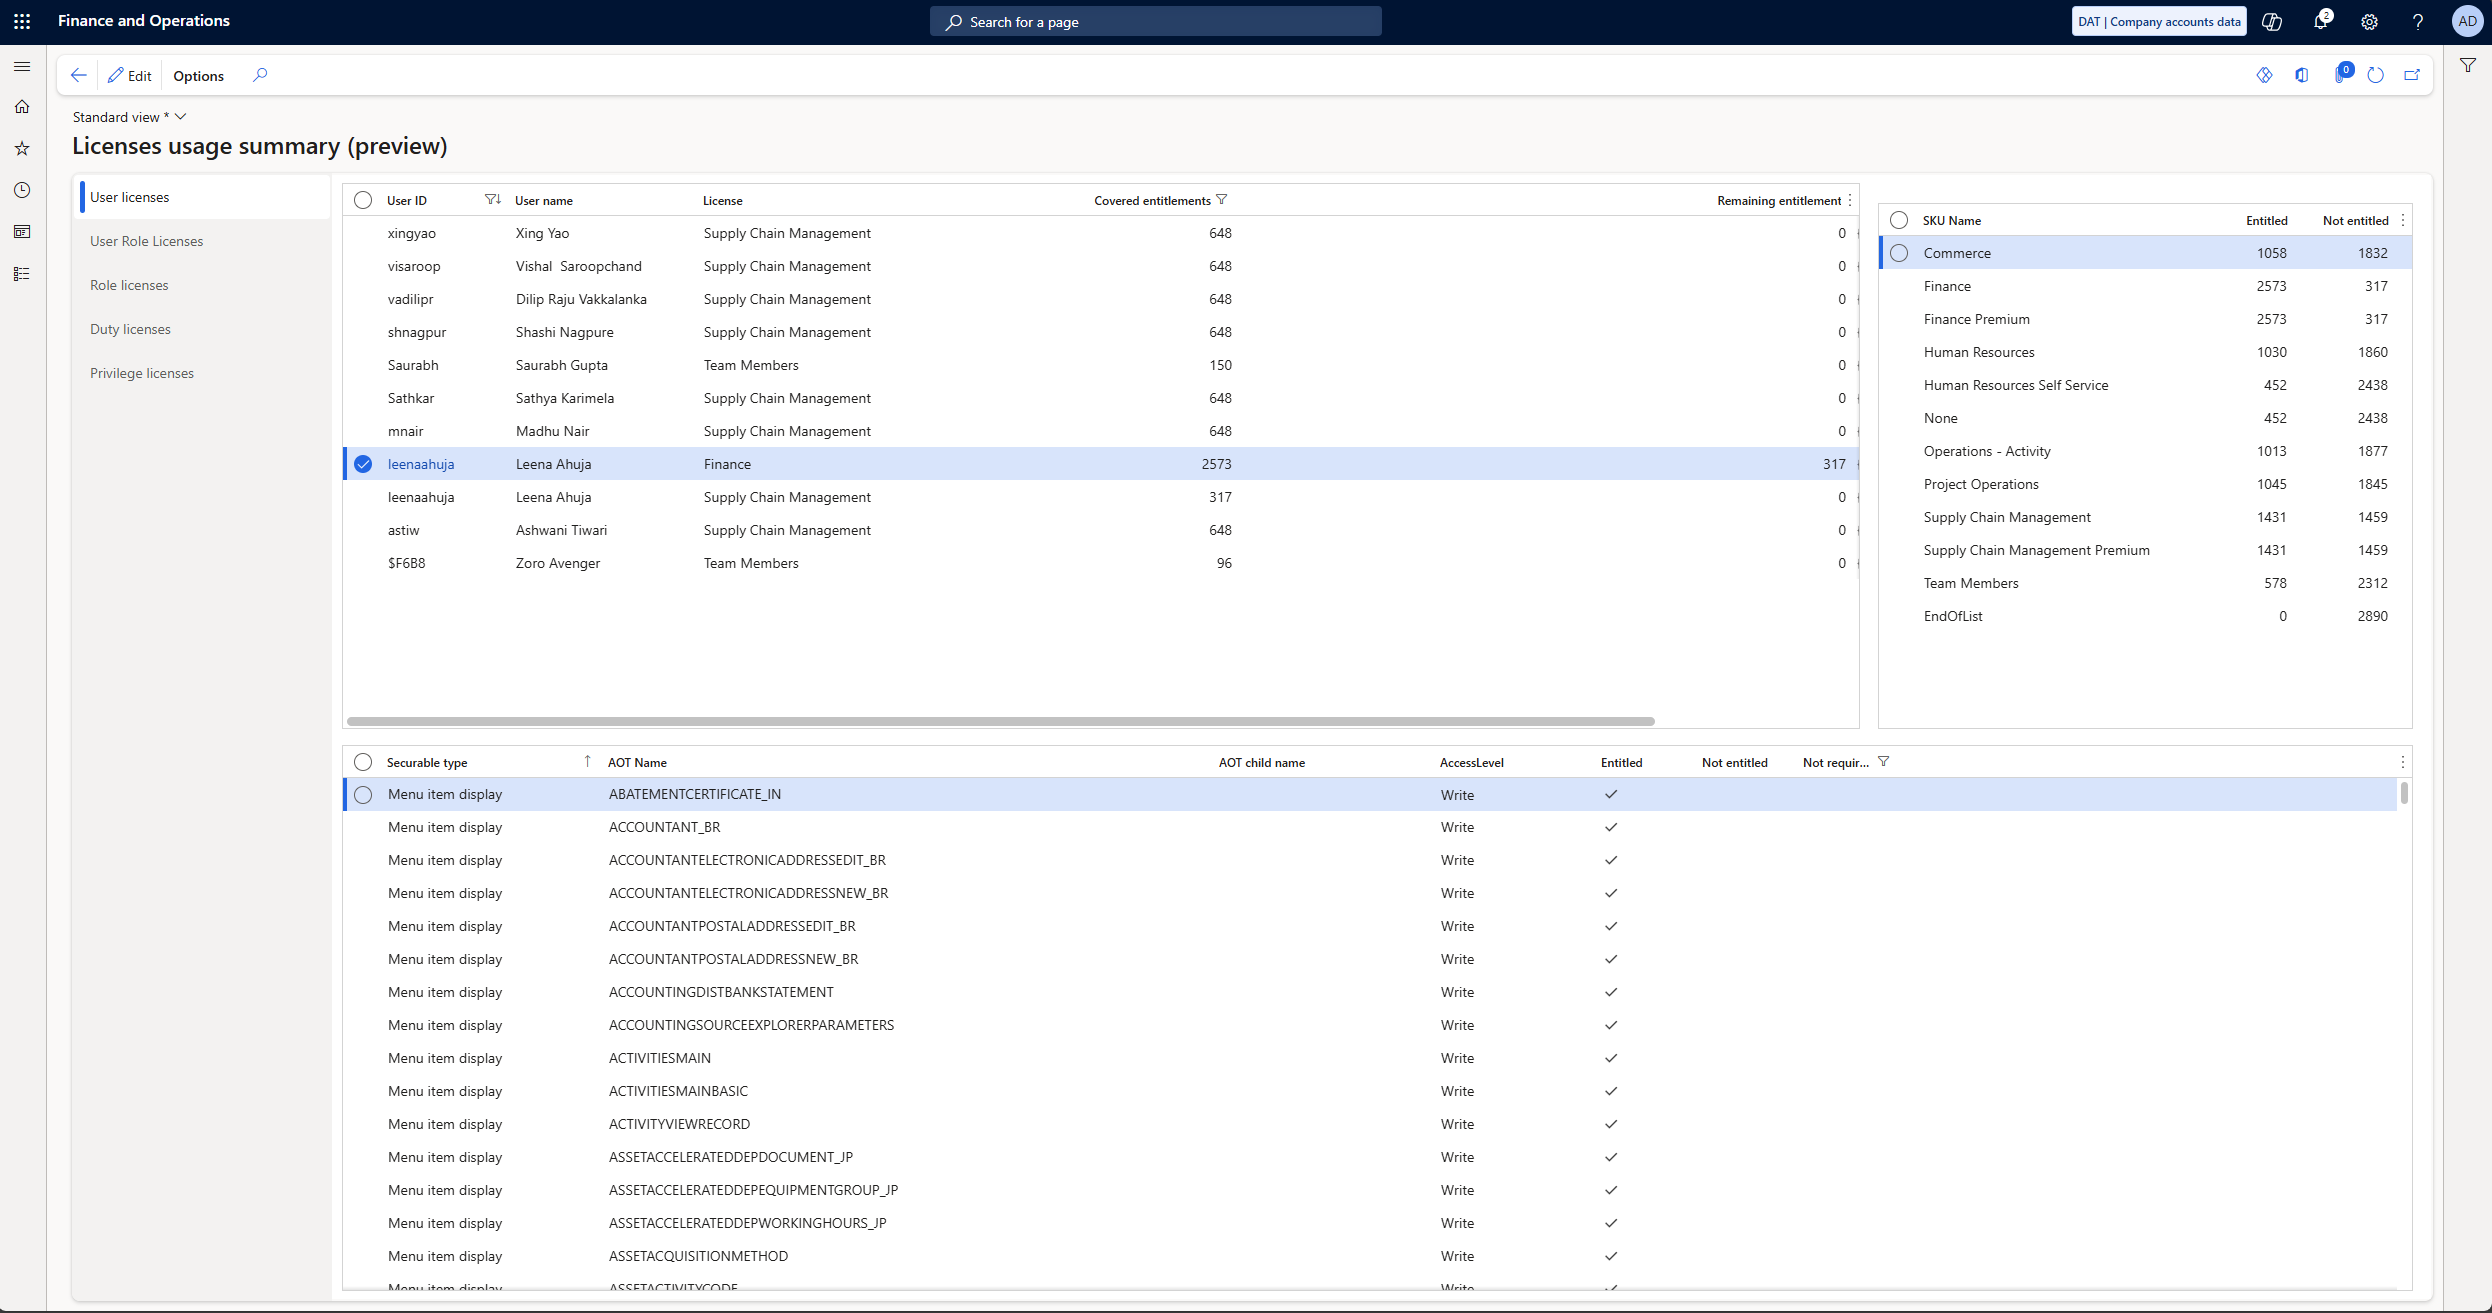 Finance and Operations
Search for a page
DAT | Company accounts data
2
AD
Edit
Options
0
Standard view *
Licenses usage summary (preview)
User licenses
User Role Licenses
Role licenses
Duty licenses
Privilege licenses
User ID User name License Covered entitlements Remaining entitlement
xingyao Xing Yao Supply Chain Management 648 0
visaroop Vishal Saroopchand Supply Chain Management 648 0
vadilipr Dilip Raju Vakkalanka Supply Chain Management 648 0
shnagpur Shashi Nagpure Supply Chain Management 648 0
Saurabh Saurabh Gupta Team Members 150 0
Sathkar Sathya Karimela Supply Chain Management 648 0
mnair Madhu Nair Supply Chain Management 648 0
leenaahuja Leena Ahuja Finance 2573 317
leenaahuja Leena Ahuja Supply Chain Management 317 0
astiw Ashwani Tiwari Supply Chain Management 648 0
$F6B8 Zoro Avenger Team Members 96 0
SKU Name Entitled Not entitled
Commerce 1058 1832
Finance 2573 317
Finance Premium 2573 317
Human Resources 1030 1860
Human Resources Self Service 452 2438
None 452 2438
Operations - Activity 1013 1877
Project Operations 1045 1845
Supply Chain Management 1431 1459
Supply Chain Management Premium 1431 1459
Team Members 578 2312
EndOfList 0 2890
Securable type AOT Name AOT child name AccessLevel Entitled Not entitled Not requir...
Menu item display ABATEMENTCERTIFICATE_IN Write
Menu item display ACCOUNTANT_BR Write
Menu item display ACCOUNTANTELECTRONICADDRESSEDIT_BR Write
Menu item display ACCOUNTANTELECTRONICADDRESSNEW_BR Write
Menu item display ACCOUNTANTPOSTALADDRESSEDIT_BR Write
Menu item display ACCOUNTANTPOSTALADDRESSNEW_BR Write
Menu item display ACCOUNTINGDISTBANKSTATEMENT Write
Menu item display ACCOUNTINGSOURCEEXPLORERPARAMETERS Write
Menu item display ACTIVITIESMAIN Write
Menu item display ACTIVITIESMAINBASIC Write
Menu item display ACTIVITYVIEWRECORD Write
Menu item display ASSETACCELERATEDDEPDOCUMENT_JP Write
Menu item display ASSETACCELERATEDDEPEQUIPMENTGROUP_JP Write
Menu item display ASSETACCELERATEDDEPWORKINGHOURS_JP Write
Menu item display ASSETACQUISITIONMETHOD Write
Menu item display ASSETACTIVITYCODE Write